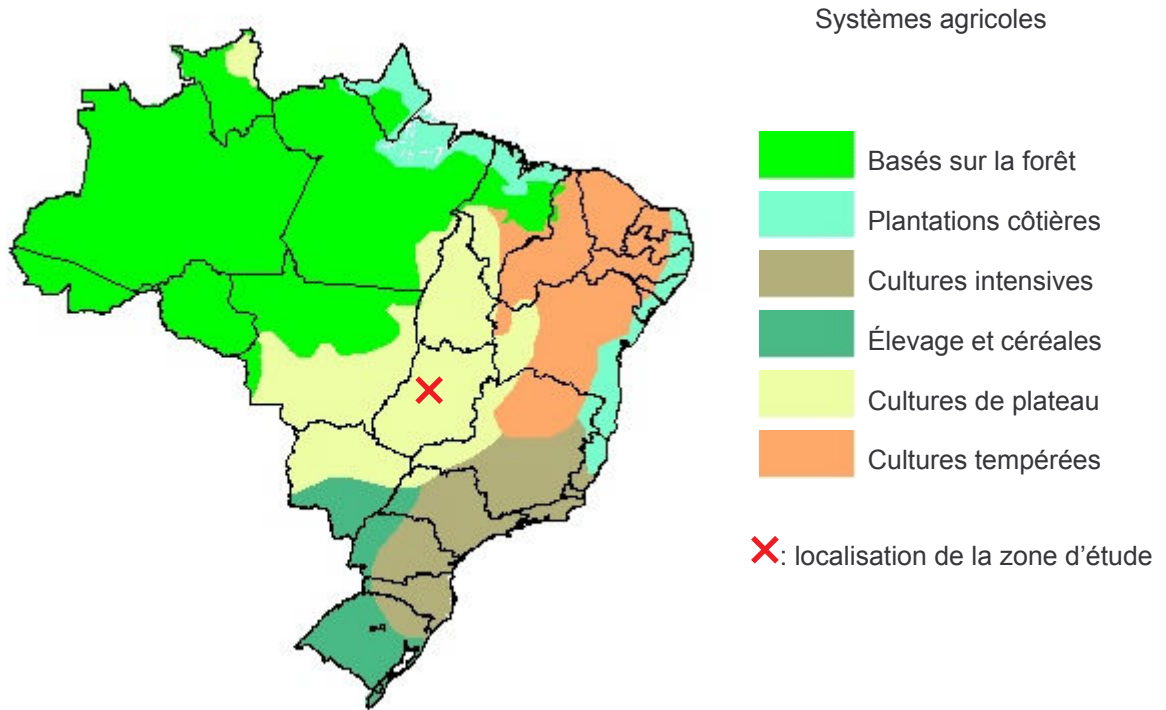 Systèmes agricoles
Basés sur la forêt
Plantations côtières
Cultures intensives
Élevage et céréales
Cultures de plateau
Cultures tempérées
: localisation de la zone d’étude